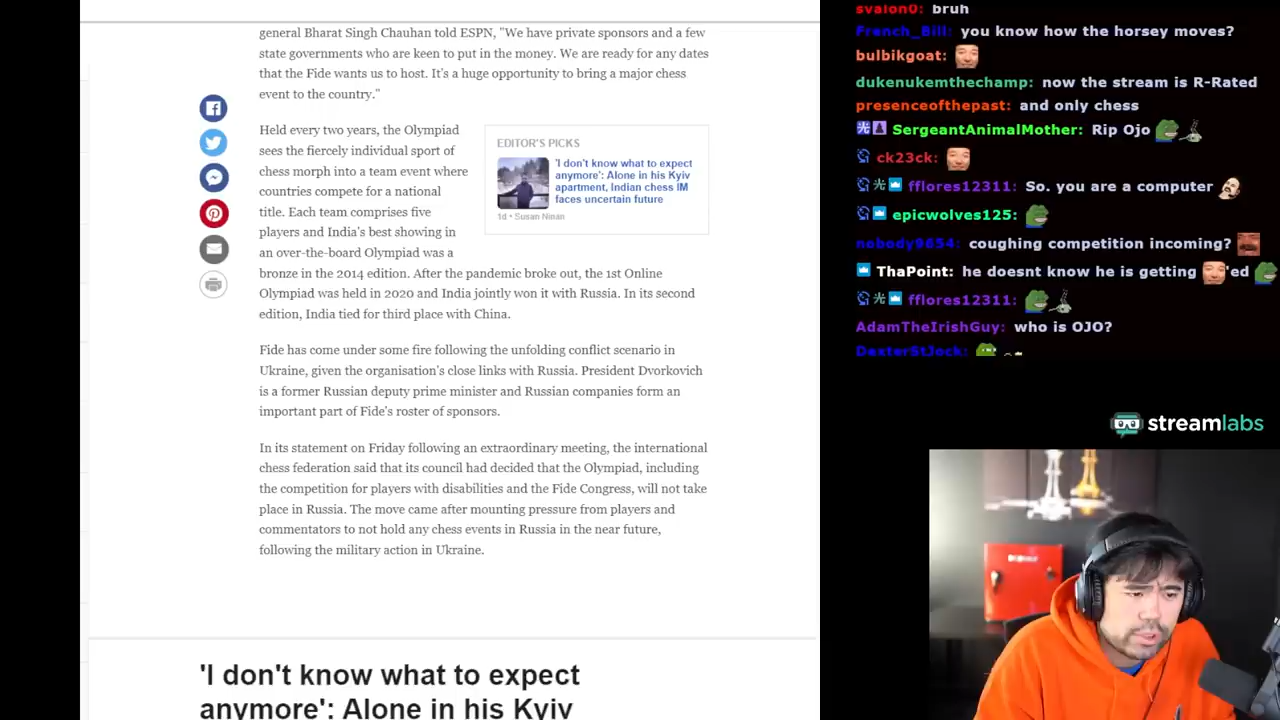 general Bharat Singh Chauhan told ESPN, "We have private sponsors and a few
state governments who are keen to put in the money. We are ready for any dates
that the Fide wants us to host. It's a huge opportunity to bring a major chess
event to the country."
Held every two years, the Olympiad
sees the fiercely individual sport of
chess morph into a team event where
countries compete for a national
title. Each team comprises five
players and India's best showing in
an over-the-board Olympiad was a
bronze in the 2014 edition. After the pandemic broke out, the 1st Online
Olympiad was held in 2020 and India jointly won it with Russia. In its second
edition, India tied for third place with China.
EDITOR'S PICKS
'I don't know what to expect
anymore': Alone in his Kyiv
apartment, Indian chess IM
faces uncertain future
1d • Susan Ninan
Fide has come under some fire following the unfolding conflict scenario in
Ukraine, given the organisation's close links with Russia. President Dvorkovich
is a former Russian deputy prime minister and Russian companies form an
important part of Fide's roster of sponsors.
In its statement on Friday following an extraordinary meeting, the international
chess federation said that its council had decided that the Olympiad, including
the competition for players with disabilities and the Fide Congress, will not take
place in Russia. The move came after mounting pressure from players and
commentators to not hold any chess events in Russia in the near future,
following the military action in Ukraine.
'I don't know what to expect
anymore': Alone in his Kyiv
svalon0: bruh
French_Bill: you know how the horsey moves?
bulbikgoat:
dukenukemthechamp: now the stream is R-Rated
presenceofthepast: and only chess
SergeantAnimalMother: Rip Ojo
ck23ck:
fflores12311: So. you are a computer
epicwolves125:
nobody9654: coughing competition incoming?
ThaPoint: he doesnt know he is getting 'ed
fflores12311:
AdamTheIrishGuy: who is OJO?
DexterStJock:
streamlabs